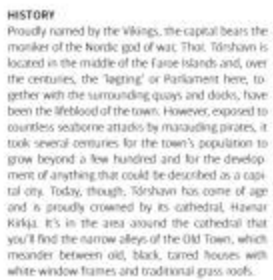 HISTORY
Proudly named by the Vikings, the capital bears the
moniker of the Nordic god of war, Thor. Tórshavn is
located in the middle of the Faroe Islands and, over
the centuries, the 'løgting' or Parliament here, to-
gether with the surrounding quays and docks, have
been the lifeblood of the town. However, exposed to
countless seaborne attacks by marauding pirates, it
took several centuries for the town's population to
grow beyond a few hundred and for the develop-
ment of anything that could be described as a capi-
tal city. Today, though, Tórshavn has come of age
and is proudly crowned by its cathedral, Havnar
Kirkja. It's in the area around the cathedral that
you'll find the narrow alleys of the Old Town, which
meander between old, black, tarred houses with
white window frames and traditional grass roofs.